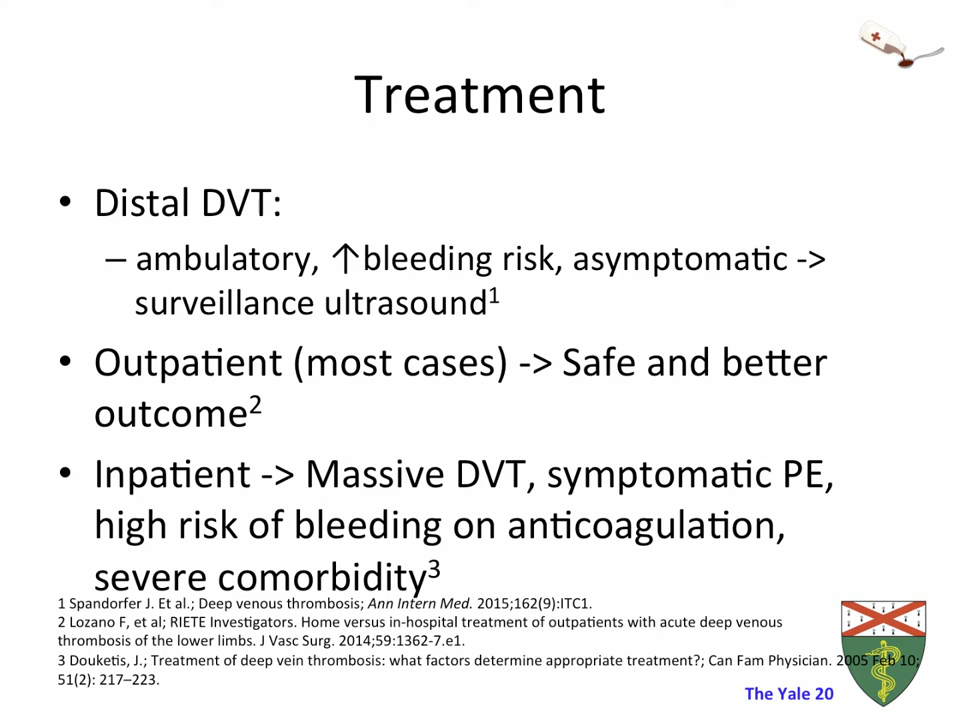 Treatment
• Distal DVT:
– ambulatory, ↑bleeding risk, asymptomatic ->
surveillance ultrasound1
• Outpatient (most cases) -> Safe and better
outcome2
• Inpatient -> Massive DVT, symptomatic PE,
high risk of bleeding on anticoagulation,
severe comorbidity3
1 Spandorfer J. Et al.; Deep venous thrombosis; Ann Intern Med. 2015;162(9):ITC1.
2 Lozano F, et al; RIETE Investigators. Home versus in-hospital treatment of outpatients with acute deep venous
thrombosis of the lower limbs. J Vasc Surg. 2014;59:1362-7.e1.
3 Douketis, J.; Treatment of deep vein thrombosis: what factors determine appropriate treatment?; Can Fam Physician. 2005 Feb 10;
51(2): 217–223.
The Yale 20